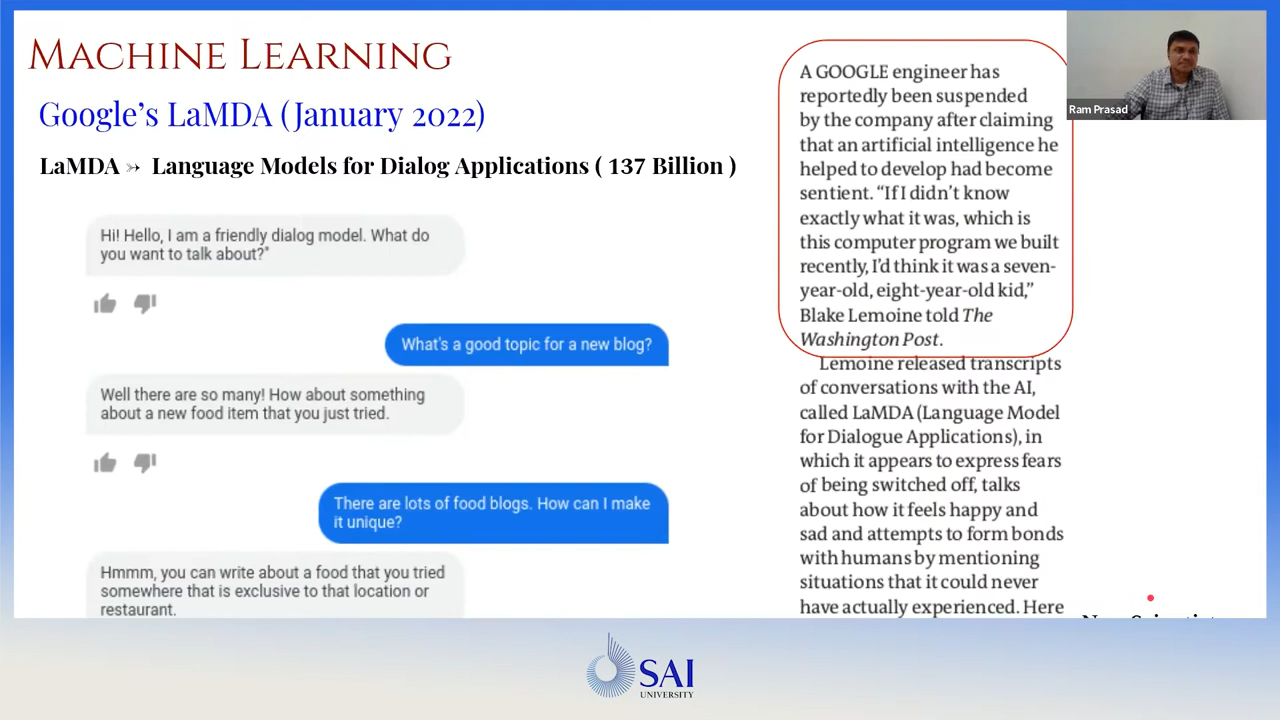 MACHINE LEARNING
Google's LaMDA (January 2022)
LaMDA ➳ Language Models for Dialog Applications ( 137 Billion )
Hi! Hello, I am a friendly dialog model. What do
you want to talk about?"
What's a good topic for a new blog?
Well there are so many! How about something
about a new food item that you just tried.
There are lots of food blogs. How can I make
it unique?
Hmmm, you can write about a food that you tried
somewhere that is exclusive to that location or
restaurant.
A GOOGLE engineer has
reportedly been suspended
by the company after claiming
that an artificial intelligence he
helped to develop had become
sentient. “If I didn't know
exactly what it was, which is
this computer program we built
recently, I'd think it was a seven-
year-old, eight-year-old kid,”
Blake Lemoine told The
Washington Post.
Lemoine released transcripts
of conversations with the AI,
called LaMDA (Language Model
for Dialogue Applications), in
which it appears to express fears
of being switched off, talks
about how it feels happy and
sad and attempts to form bonds
with humans by mentioning
situations that it could never
have actually experienced. Here
Ram Prasad
SAI
UNIVERSITY